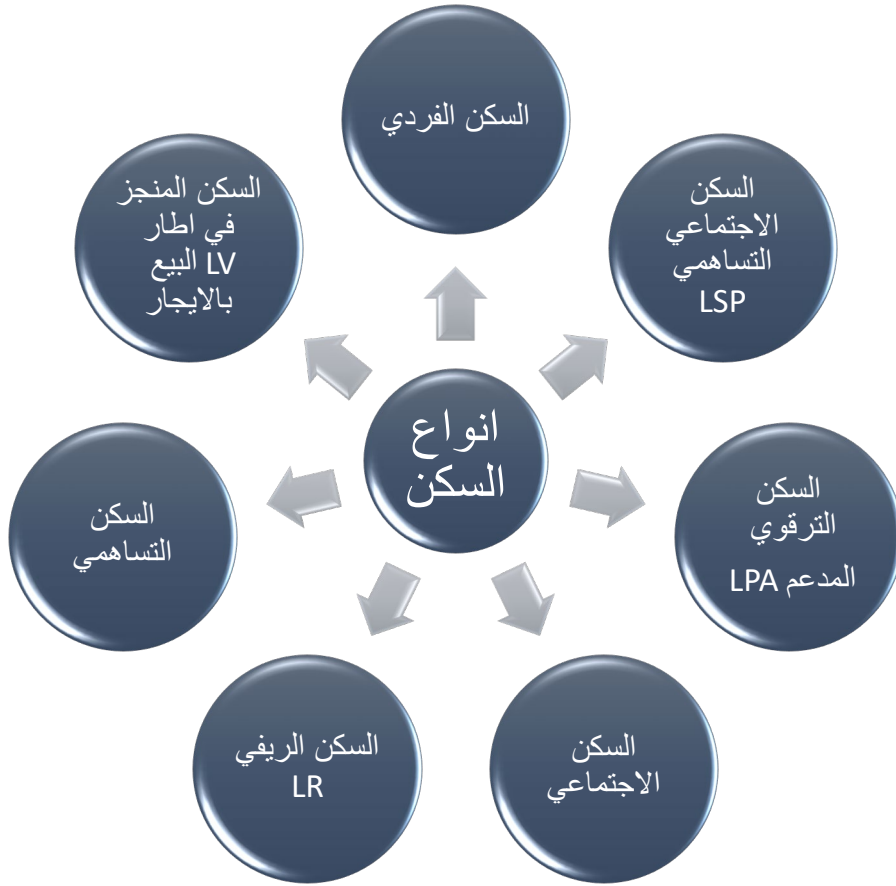 السكن الفردي
السكن
الاجتماعي
التساهمي
LSP
السكن
الترقوي
المدعم LPA
السكن
الاجتماعي
السكن الريفي
LR
السكن
التساهمي
السكن المنجز
في اطار
البيع LV
بالايجار
انواع
السكن